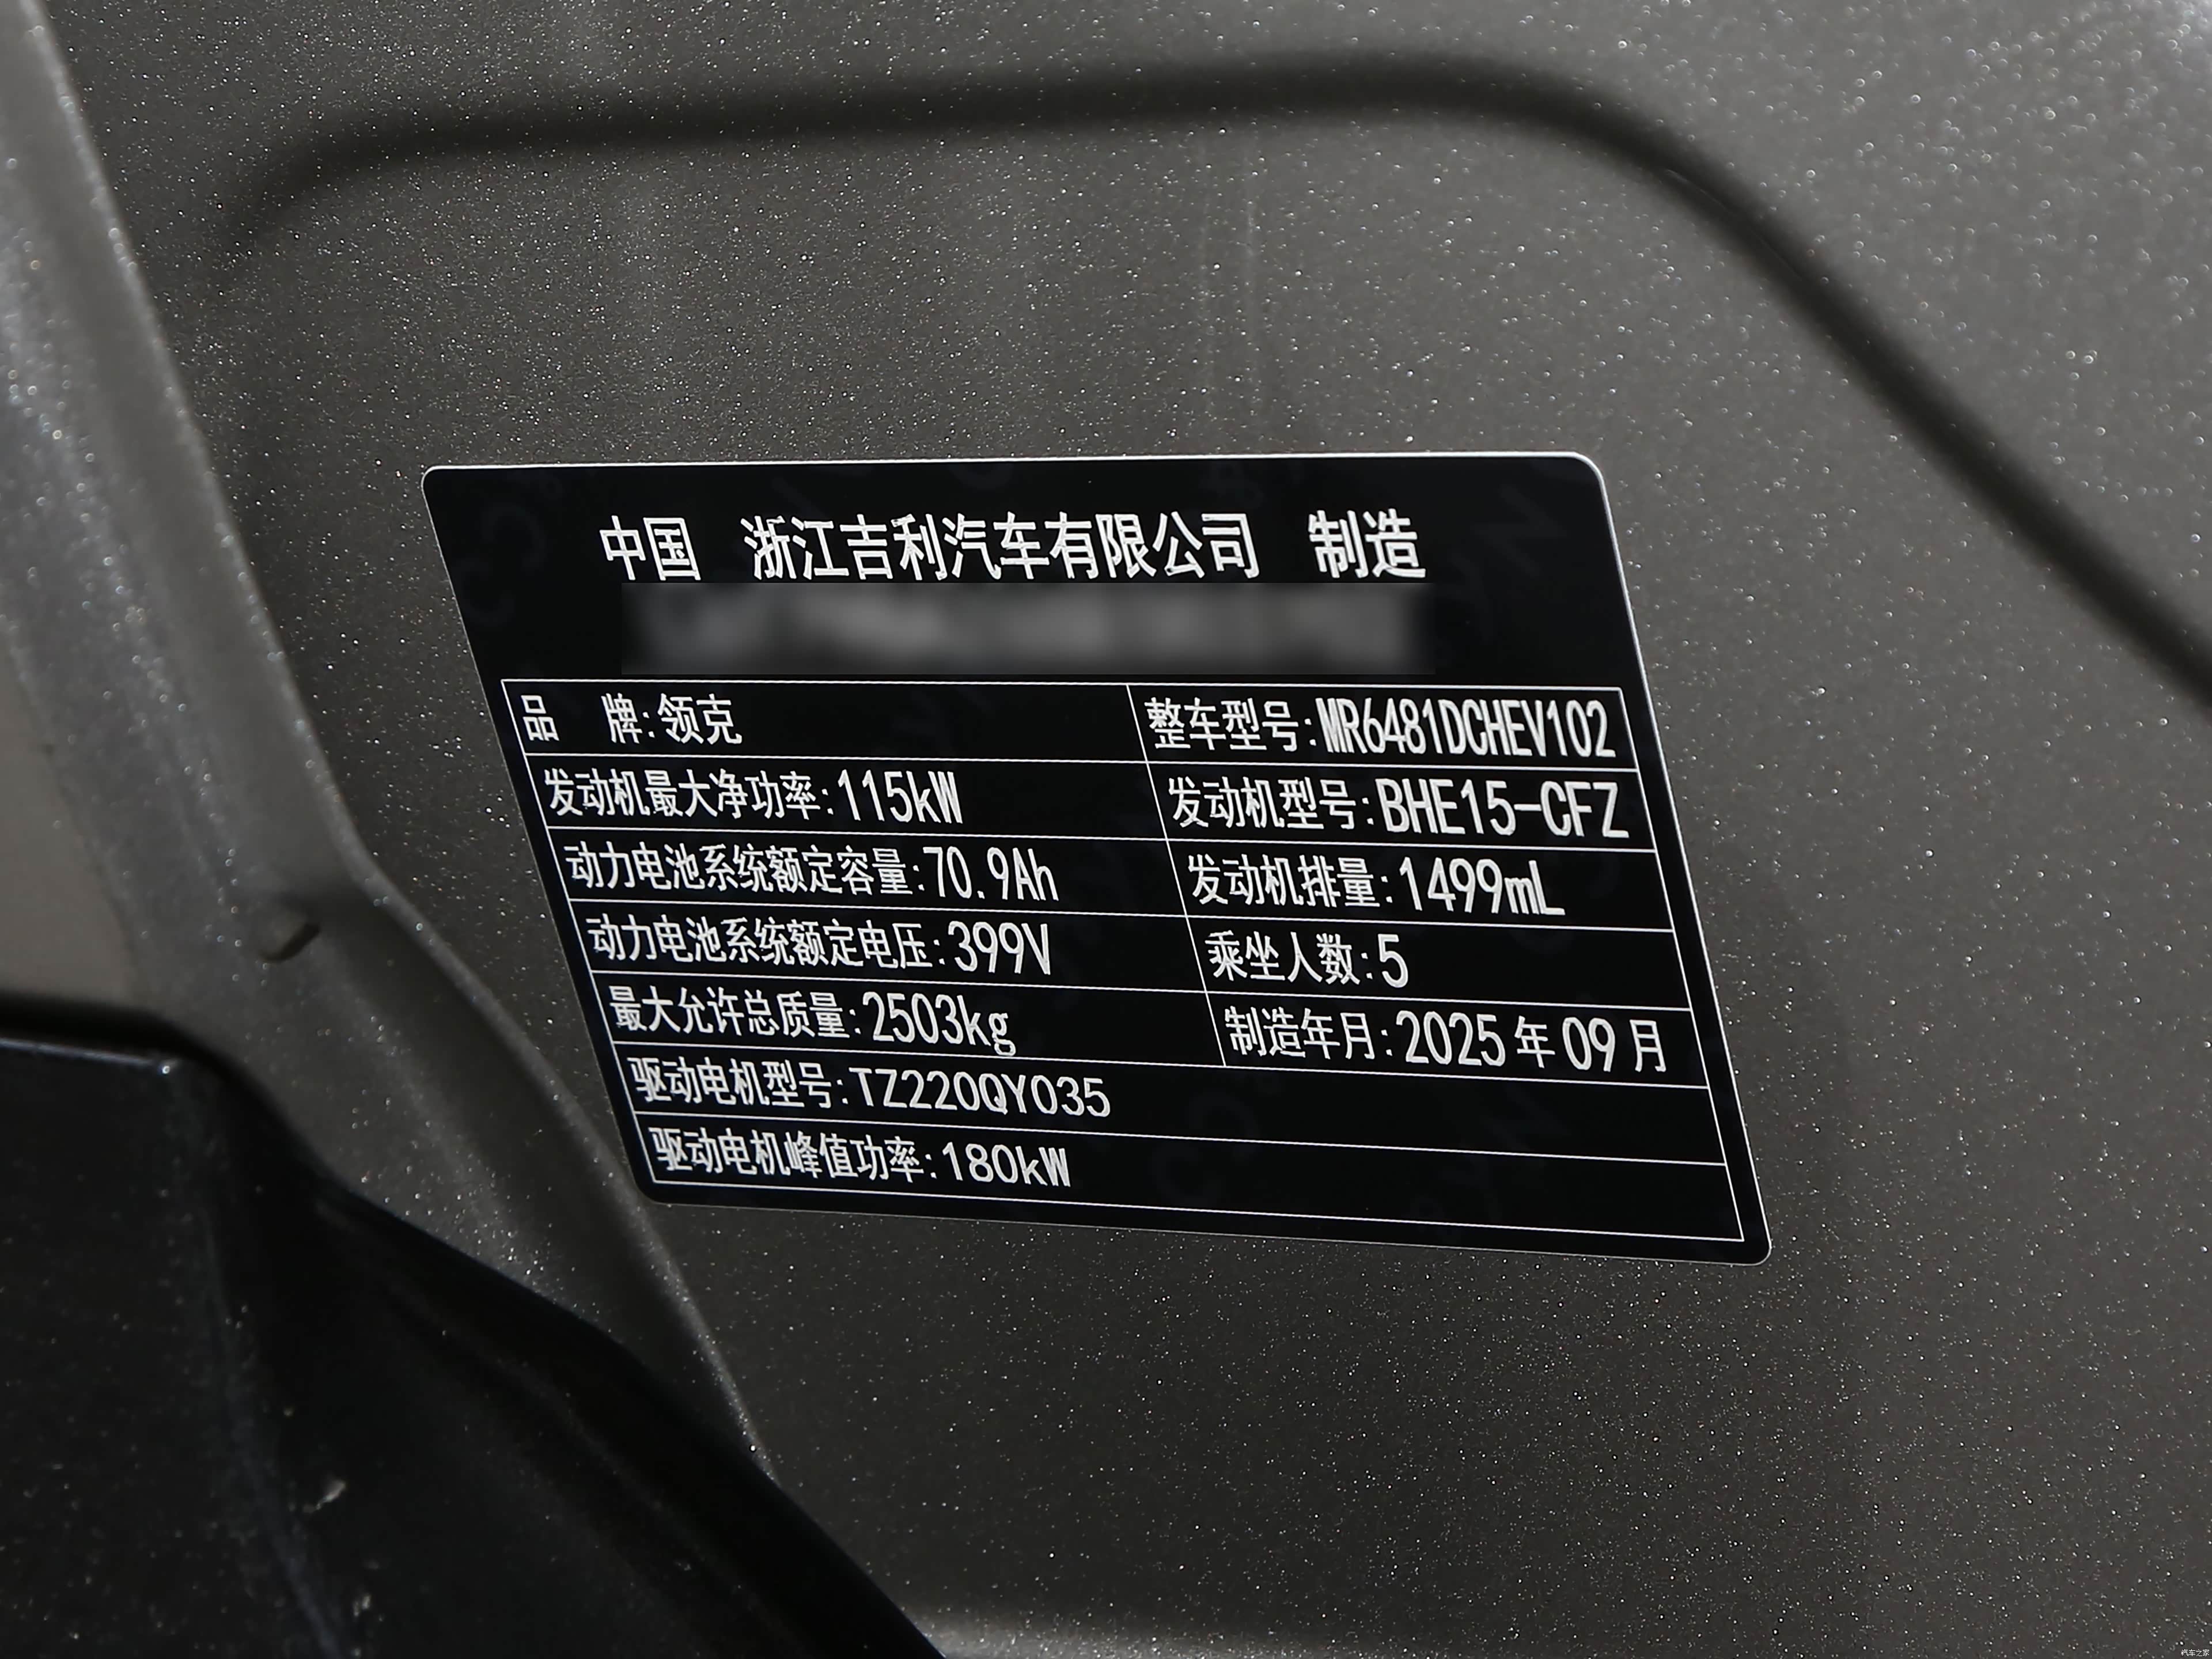 中国 浙江吉利汽车有限公司 制造
品 牌:领克 整车型号:MR6481DCHEV102
发动机最大净功率:115kW 发动机型号:BHE15-CFZ
动力电池系统额定容量:70.9Ah 发动机排量:1499mL
动力电池系统额定电压:399V 乘坐人数:5
最大允许总质量:2503kg 制造年月:2025年09月
驱动电机型号:TZ220QY035
驱动电机峰值功率:180kW
汽车之家